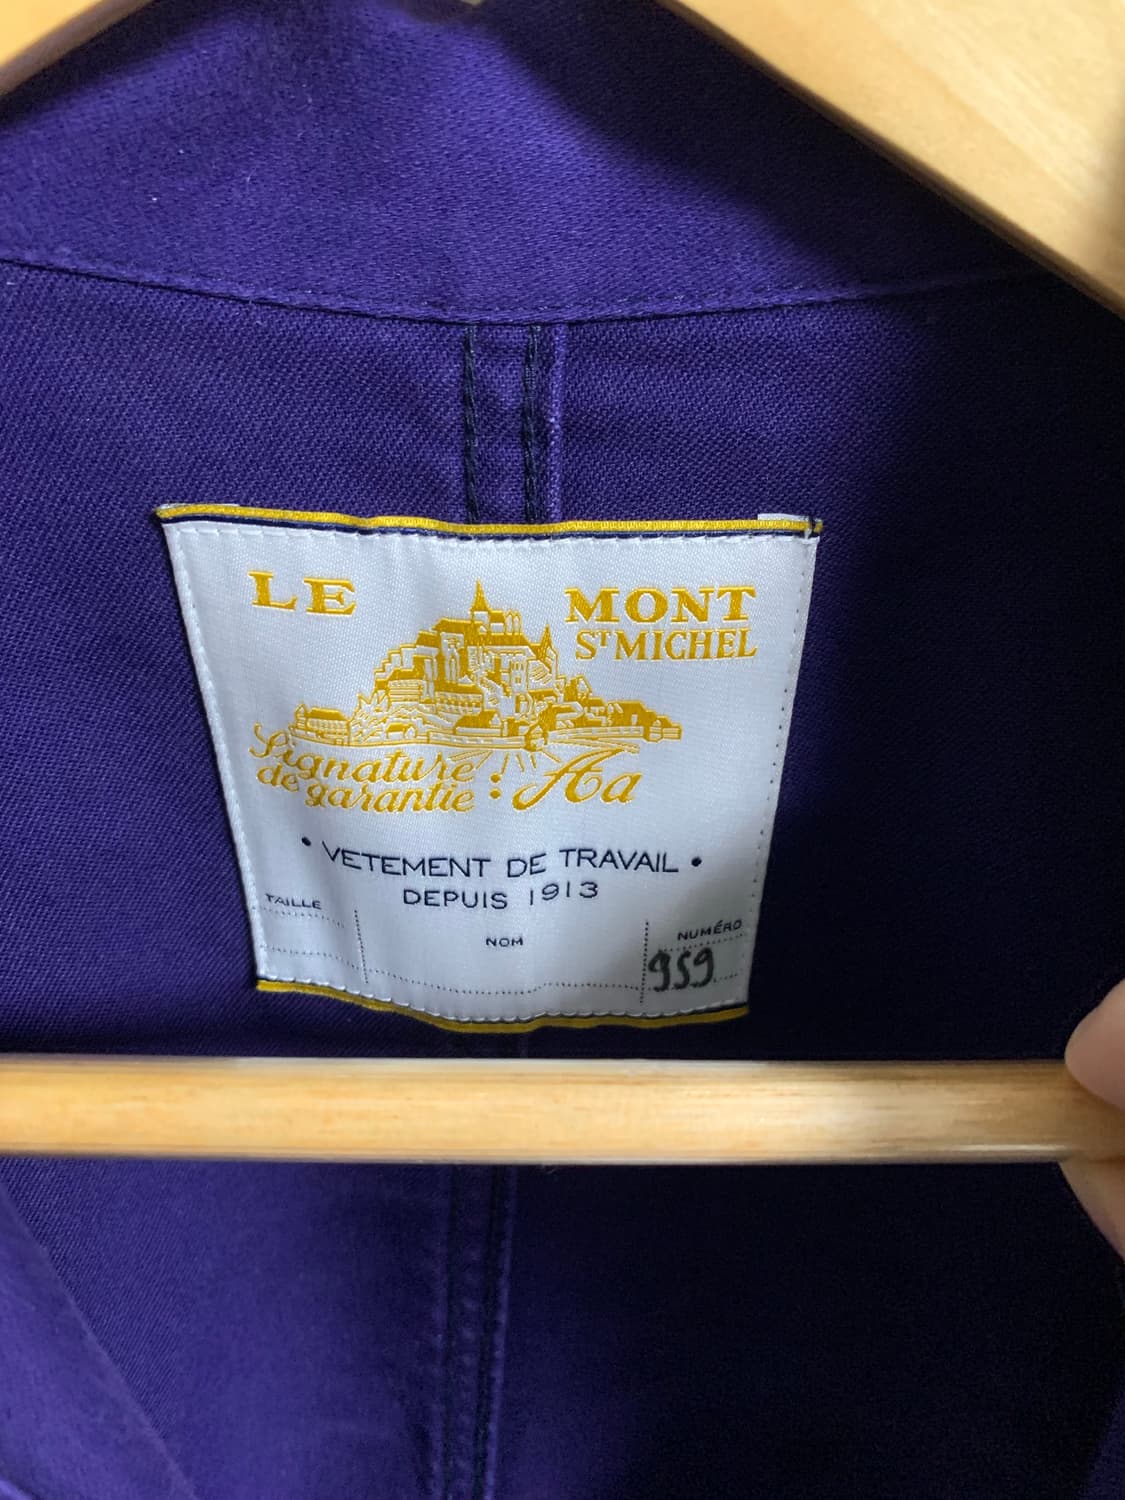 LE MONT
ST MICHEL
Signature
de garantie : Aa
• VETEMENT DE TRAVAIL •
DEPUIS 1913
TAILLE
NOM
NUMÉRO
959